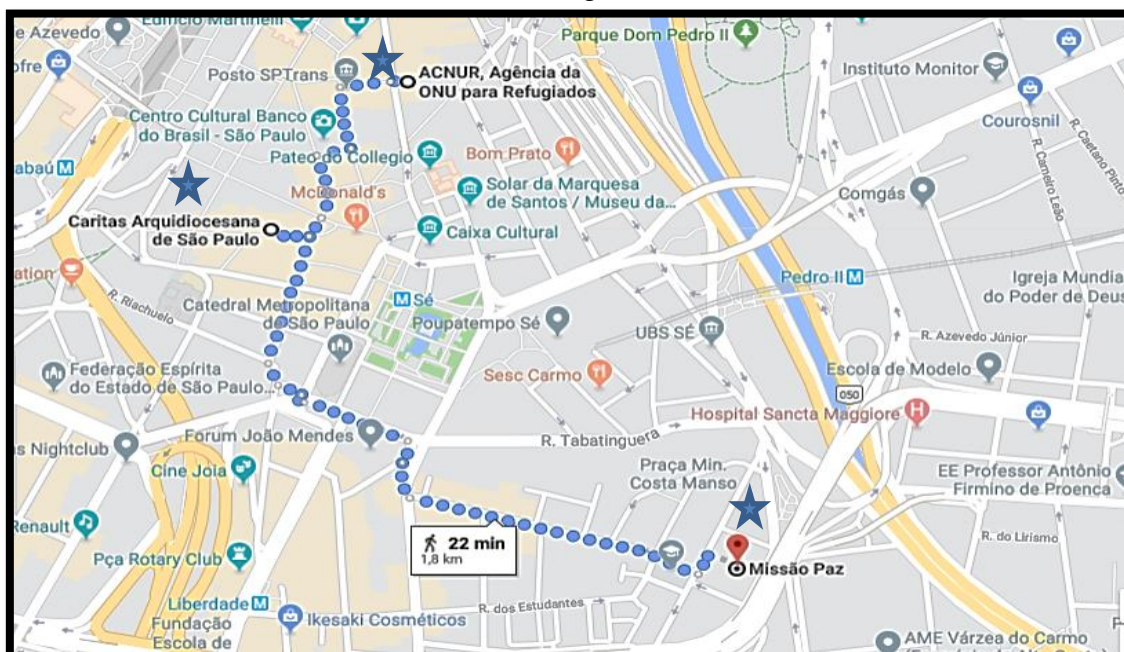 Edifício Martinelli
e Azevedo
Parque Dom Pedro II
ofre
Posto SPTrans
ACNUR, Agência da
ONU para Refugiados
Instituto Monitor
Courosnil
R. Caetano Pinto
R. Carneiro Leão
Centro Cultural Banco
do Brasil - São Paulo
abaú M
Pateo do Collegio
Bom Prato
Solar da Marquesa
de Santos / Museu da...
McDonald's
Comgás
Caritas Arquidiocesana
de São Paulo
Caixa Cultural
ation
R. Riachuelo
Catedral Metropolitana
de São Paulo
M Sé
Poupatempo Sé
Pedro II M
Igreja Mundia
do Poder de Deus
UBS SÉ
R. Azevedo Júnior
Federação Espírita
do Estado de São Paulo...
Sesc Carmo
Escola de Modelo
050
Hospital Sancta Maggiore
as Nightclub
Forum João Mendes
R. Tabatinguera
Cine Joia
Praça Min.
Costa Manso
EE Professor Antônio
Firmino de Proença
Renault
22 min
1,8 km
R. do Lirismo
Pça Rotary Club
Missão Paz
Liberdade M
R. dos Estudantes
Fundação
Escola de
Ikesaki Cosméticos
AME Várzea do Carmo